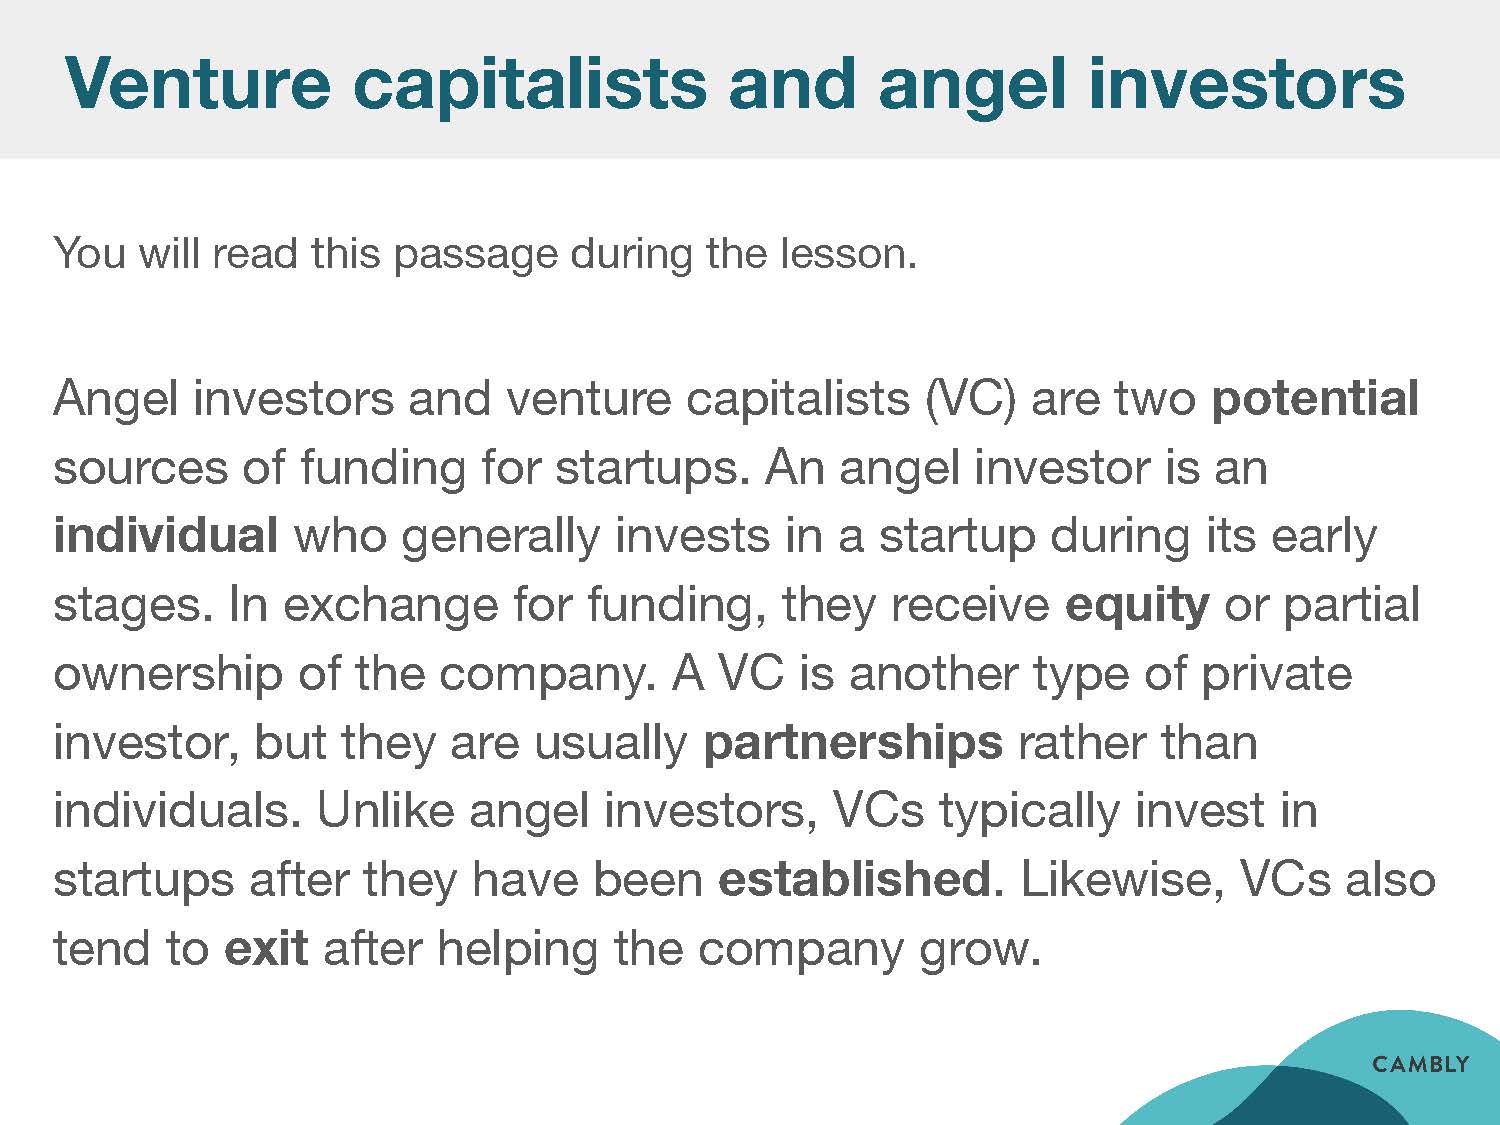 Venture capitalists and angel investors
You will read this passage during the lesson.
Angel investors and venture capitalists (VC) are two potential
sources of funding for startups. An angel investor is an
individual who generally invests in a startup during its early
stages. In exchange for funding, they receive equity or partial
ownership of the company. A VC is another type of private
investor, but they are usually partnerships rather than
individuals. Unlike angel investors, VCs typically invest in
startups after they have been established. Likewise, VCs also
tend to exit after helping the company grow.
CAMBLY